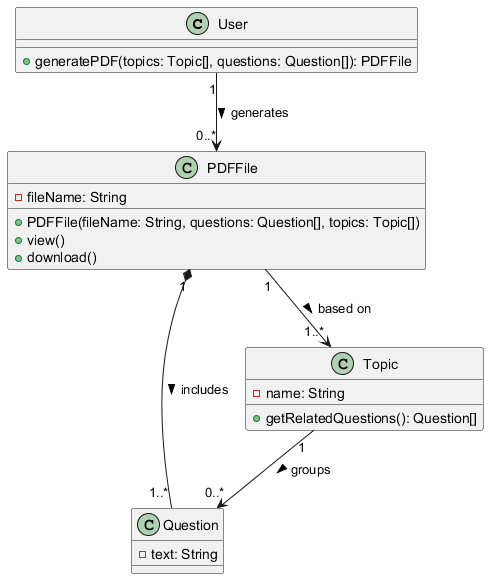 C User
generatePDF(topics: Topic[], questions: Question[]): PDFFile
1
generates
0..*
C PDFFile
fileName: String
PDFFile(fileName: String, questions: Question[], topics: Topic[])
view()
download()
1
1
based on
1..*
C Topic
name: String
getRelatedQuestions(): Question[]
includes
1
groups
1..*
0..*
C Question
text: String